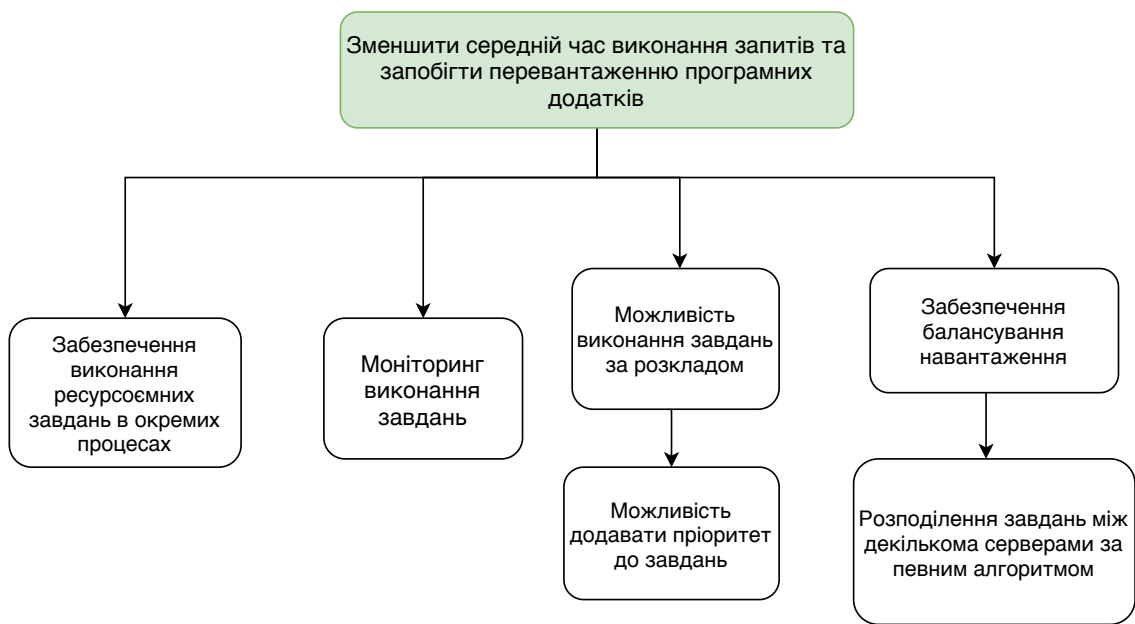 Зменшити середній час виконання запитів та
запобігти перевантаженню програмних
додатків
Забезпечення
виконання
ресурсоємних
завдань в окремих
процесах
Моніторинг
виконання
завдань
Можливість
виконання завдань
за розкладом
Забезпечення
балансування
навантаження
Можливість
додавати пріоритет
до завдань
Розподілення завдань між
декількома серверами за
певним алгоритмом